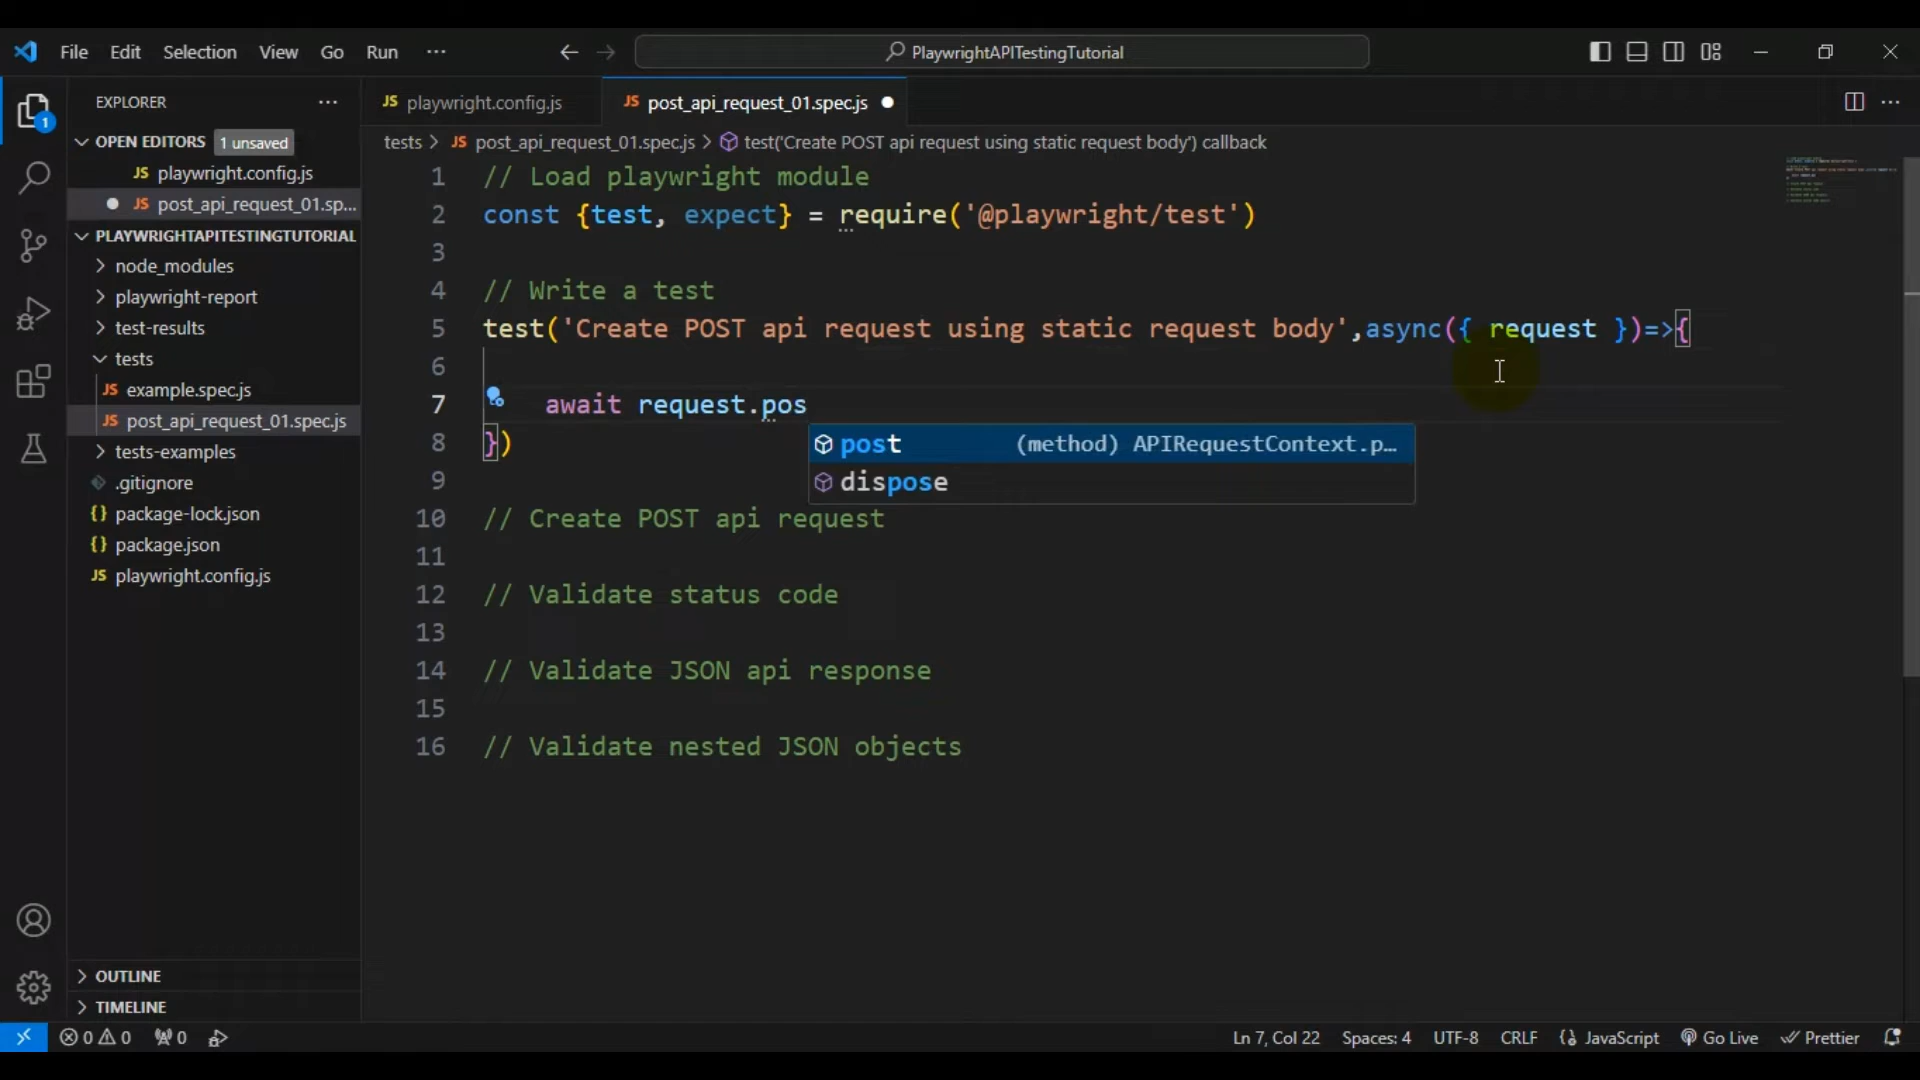 File Edit Selection View Go Run ··· PlaywrightAPITestingTutorial
EXPLORER ···
OPEN EDITORS 1 unsaved
JS playwright.config.js
JS post_api_request_01.sp...
PLAYWRIGHTAPITESTINGTUTORIAL
node_modules
playwright-report
test-results
tests
JS example.spec.js
JS post_api_request_01.spec.js
tests-examples
.gitignore
{} package-lock.json
{} package.json
JS playwright.config.js
OUTLINE
TIMELINE
JS playwright.config.js JS post_api_request_01.spec.js
tests > JS post_api_request_01.spec.js > test('Create POST api request using static request body') callback
1 // Load playwright module
2 const {test, expect} = require('@playwright/test')
3
4 // Write a test
5 test('Create POST api request using static request body',async({ request })=>{
6
7 await request.pos
8 })
post (method) APIRequestContext.p...
dispose
9
10 // Create POST api request
11
12 // Validate status code
13
14 // Validate JSON api response
15
16 // Validate nested JSON objects
1
0 0 0 Ln 7, Col 22 Spaces: 4 UTF-8 CRLF JavaScript Go Live Prettier